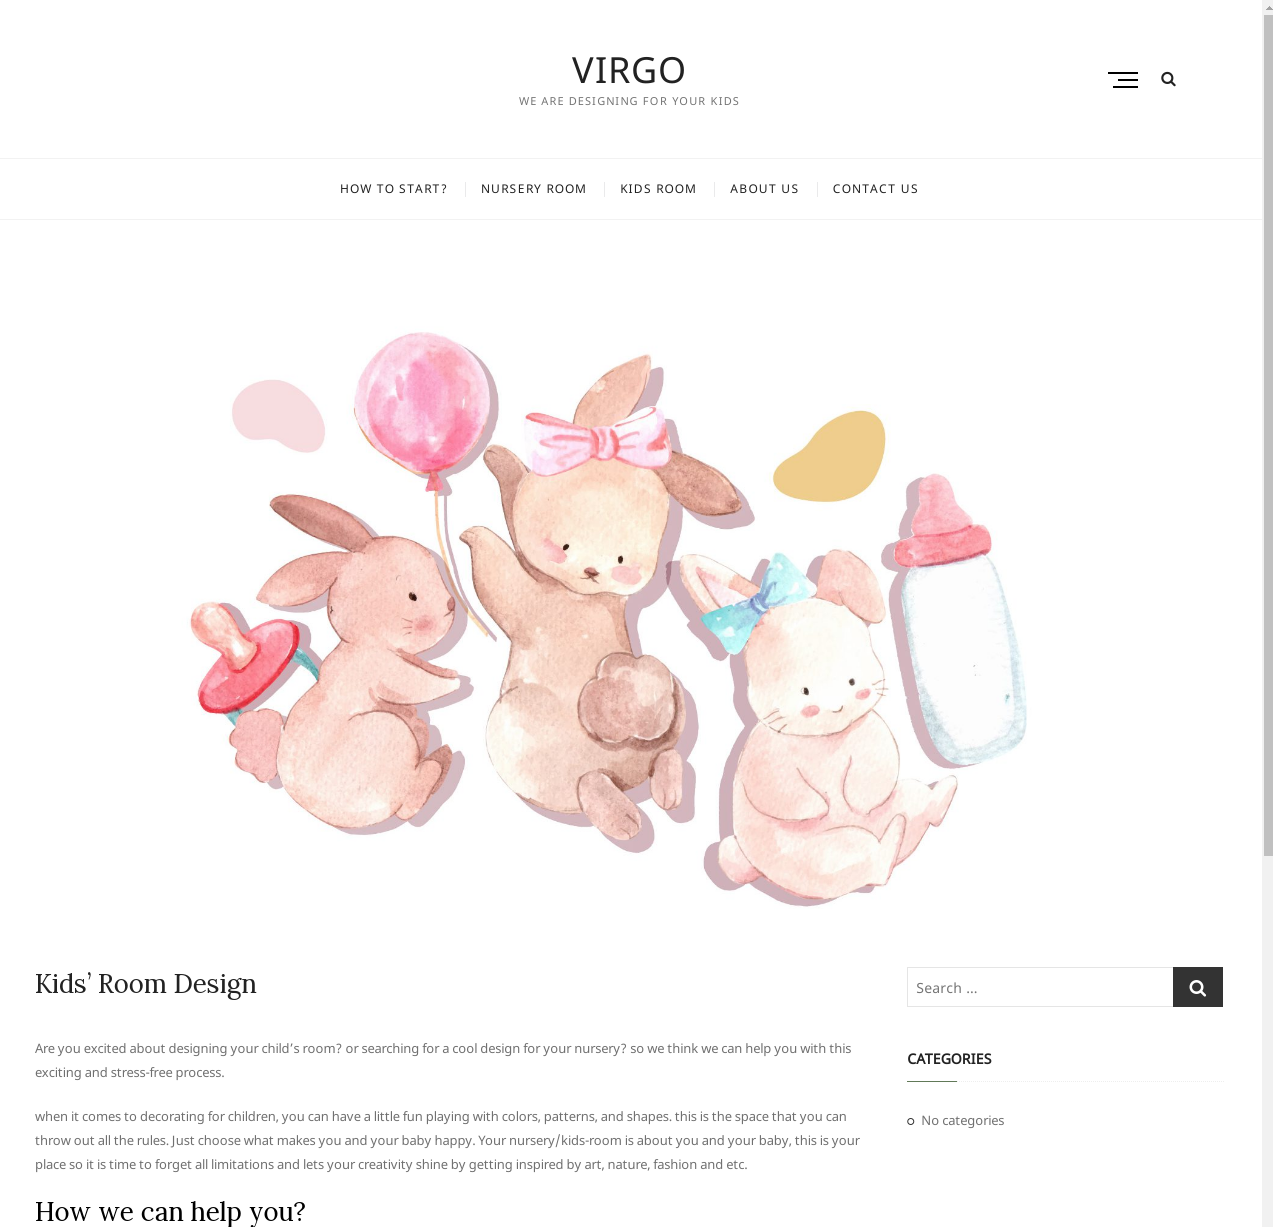 VIRGO
WE ARE DESIGNING FOR YOUR KIDS
HOW TO START?
NURSERY ROOM
KIDS ROOM
ABOUT US
CONTACT US
Kids’ Room Design
Are you excited about designing your child’s room? or searching for a cool design for your nursery? so we think we can help you with this
exciting and stress-free process.
when it comes to decorating for children, you can have a little fun playing with colors, patterns, and shapes. this is the space that you can
throw out all the rules. Just choose what makes you and your baby happy. Your nursery/kids-room is about you and your baby, this is your
place so it is time to forget all limitations and lets your creativity shine by getting inspired by art, nature, fashion and etc.
How we can help you?
Search …
CATEGORIES
No categories